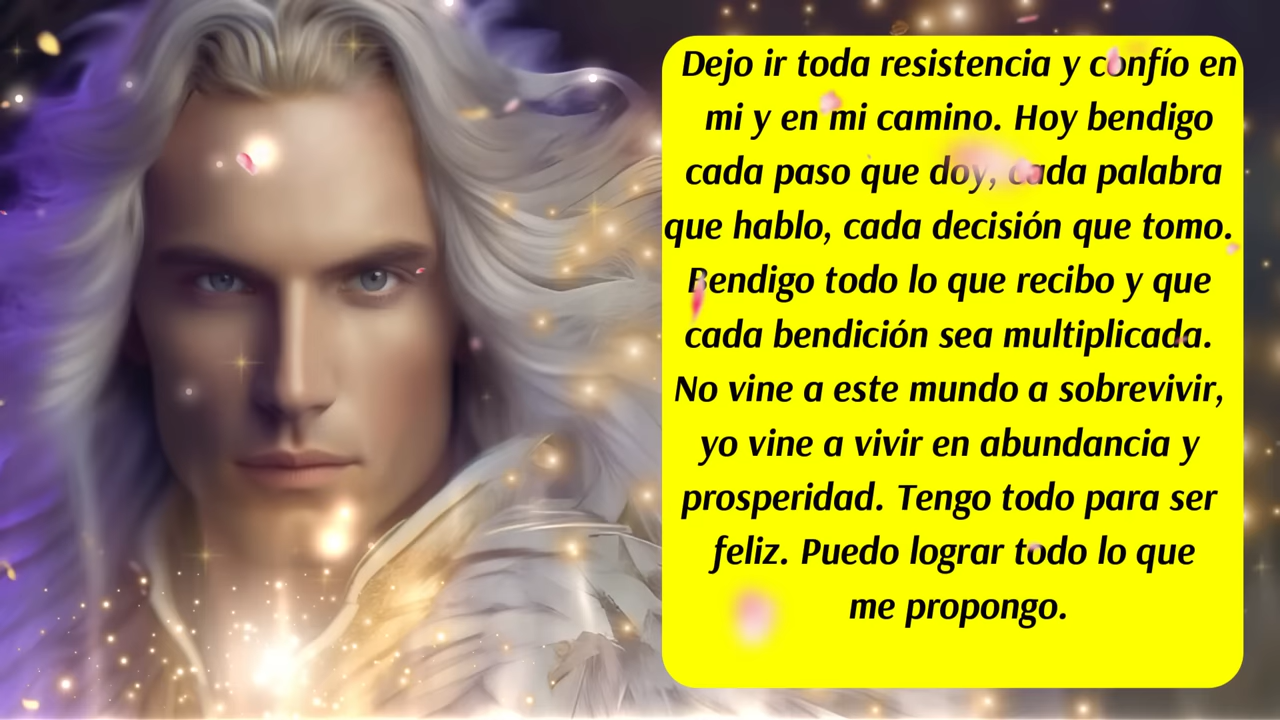 Dejo ir toda resistencia y confío en
mi y en mi camino. Hoy bendigo
cada paso que doy, cada palabra
que hablo, cada decisión que tomo.
Bendigo todo lo que recibo y que
cada bendición sea multiplicada.
No vine a este mundo a sobrevivir,
yo vine a vivir en abundancia y
prosperidad. Tengo todo para ser
feliz. Puedo lograr todo lo que
me propongo.